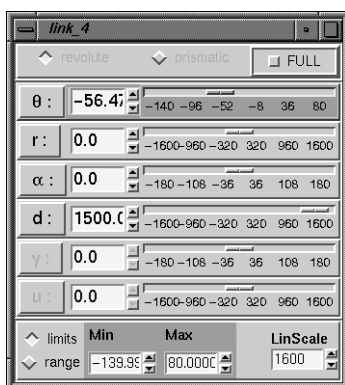 link_4
revolute prismatic FULL
θ : -56.47 -140 -96 -52 -8 36 80
r : 0.0 -1600-960-320 320 960 1600
α : 0.0 -180-108 -36 36 108 180
d : 1500.0 -1600-960-320 320 960 1600
γ : 0.0 -180-108 -36 36 108 180
u : 0.0 -1600-960-320 320 960 1600
limits Min Max LinScale
range -139.99 80.000 1600